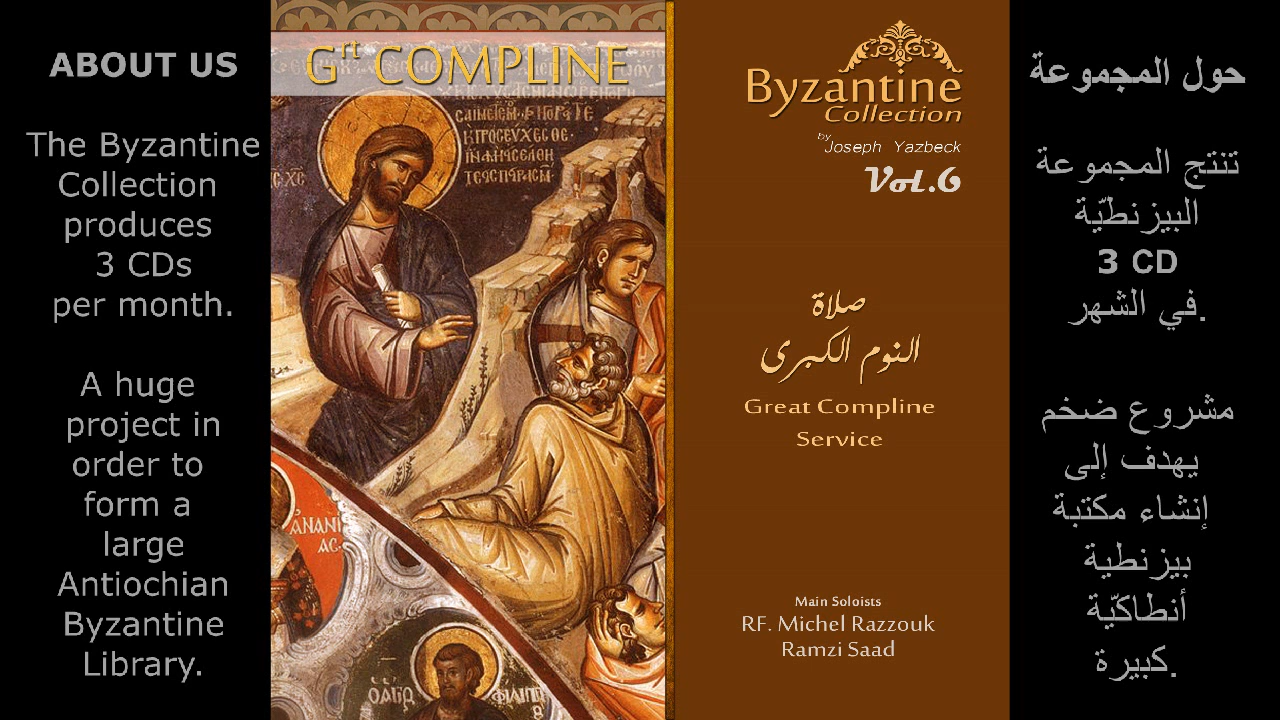 ABOUT US
The Byzantine
Collection
produces
3 CDs
per month.
A huge
project in
order to
form a
large
Antiochian
Byzantine
Library.
Grt COMPLINE
ΑΝΑΝΙ
ΑϹ
Byzantine
Collection
by
Joseph Yazbeck
Vol.6
صلاة
النوم الكبرى
Great Compline
Service
Main Soloists
RF. Michel Razzouk
Ramzi Saad
حول المجموعة
تنتج المجموعة
البيزنطيّة
3 CD
في الشهر.
مشروع ضخم
يهدف إلى
إنشاء مكتبة
بيزنطية
أنطاكيّة
كبيرة.